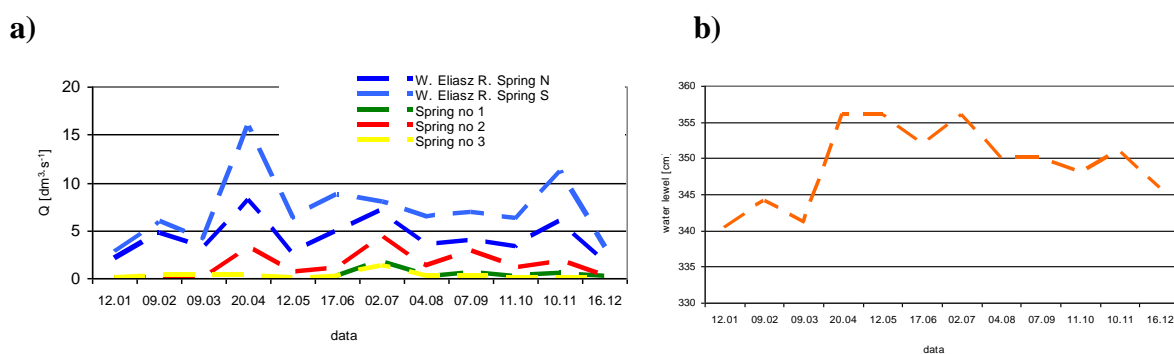 a)
Q [dm³·s⁻¹]
20
15
10
5
0
W. Eliasz R. Spring N
W. Eliasz R. Spring S
Spring no 1
Spring no 2
Spring no 3
12.01 09.02 09.03 20.04 12.05 17.06 02.07 04.08 07.09 11.10 10.11 16.12
data
b)
water lewel [cm]
360
355
350
345
340
335
330
12.01 09.02 09.03 20.04 12.05 17.06 02.07 04.08 07.09 11.10 10.11 16.12
data